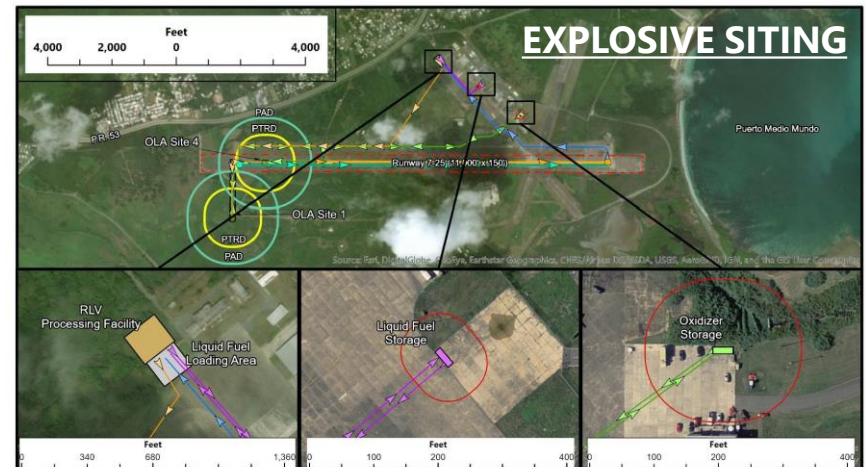 EXPLOSIVE SITING
Feet
4,000 2,000 0 4,000
PR 53
PAD
PTRD
OLA Site 4
Puerto Medio Mundo
OLA Site 1
PTRD
PAD
RLV
Processing Facility
Liquid Fuel
Loading Area
Feet
0 340 680 1,360
Liquid Fuel
Storage
Feet
0 100 200 400
Oxidizer
Storage
Feet
0 100 200 400